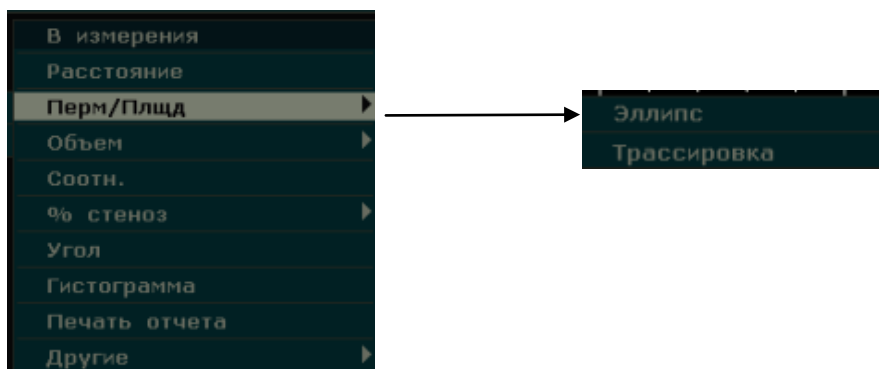 В измерения
Расстояние
Перм/Плщд
Объем
Соотн.
% стеноз
Угол
Гистограмма
Печать отчета
Другие
Эллипс
Трассировка